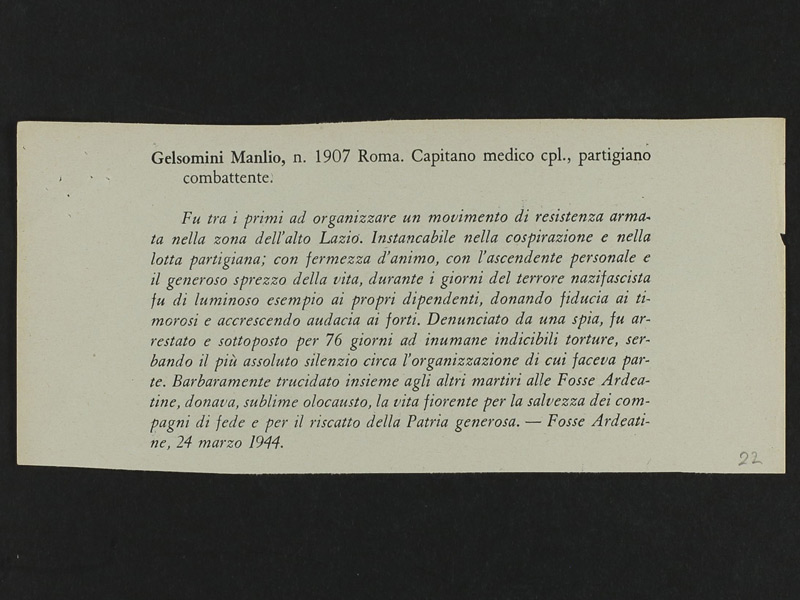 Gelsomini Manlio, n. 1907 Roma. Capitano medico cpl., partigiano
combattente.
Fu tra i primi ad organizzare un movimento di resistenza arma-
ta nella zona dell'alto Lazio. Instancabile nella cospirazione e nella
lotta partigiana; con fermezza d'animo, con l'ascendente personale e
il generoso sprezzo della vita, durante i giorni del terrore nazifascista
fu di luminoso esempio ai propri dipendenti, donando fiducia ai ti-
morosi e accrescendo audacia ai forti. Denunciato da una spia, fu ar-
restato e sottoposto per 76 giorni ad inumane indicibili torture, ser-
bando il più assoluto silenzio circa l'organizzazione di cui faceva par-
te. Barbaramente trucidato insieme agli altri martiri alle Fosse Ardea-
tine, donava, sublime olocausto, la vita fiorente per la salvezza dei com-
pagni di fede e per il riscatto della Patria generosa. — Fosse Ardeati-
ne, 24 marzo 1944.
22